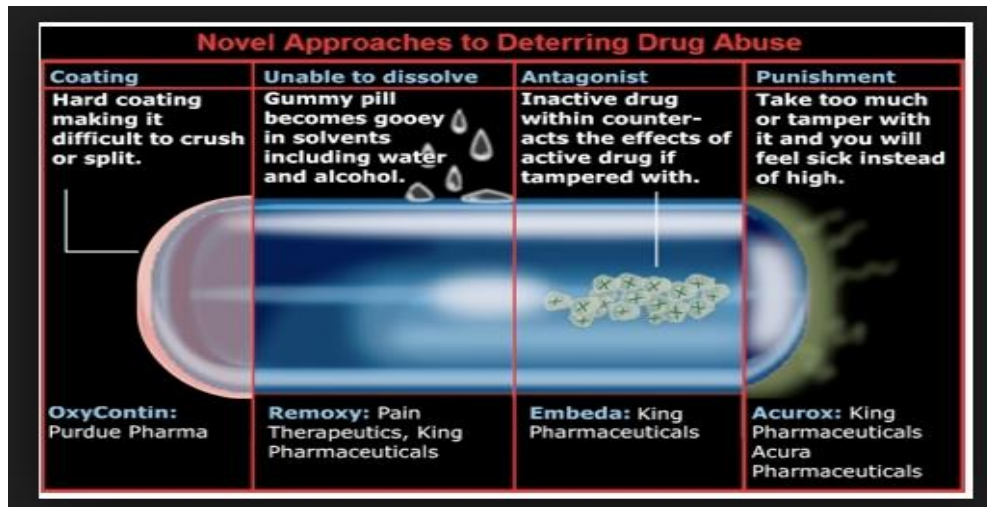 Novel Approaches to Deterring Drug Abuse
Coating
Hard coating
making it
difficult to crush
or split.
OxyContin:
Purdue Pharma
Unable to dissolve
Gummy pill
becomes gooey
in solvents
including water
and alcohol.
Remoxy: Pain
Therapeutics, King
Pharmaceuticals
Antagonist
Inactive drug
within counter-
acts the effects of
active drug if
tampered with.
Embeda: King
Pharmaceuticals
Punishment
Take too much
or tamper with
it and you will
feel sick instead
of high.
Acurox: King
Pharmaceuticals
Acura
Pharmaceuticals